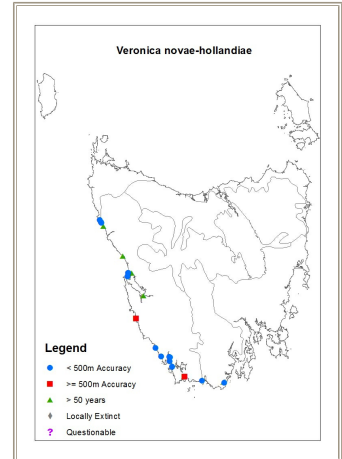 Veronica novae-hollandiae
Legend
< 500m Accuracy
>= 500m Accuracy
> 50 years
Locally Extinct
? Questionable